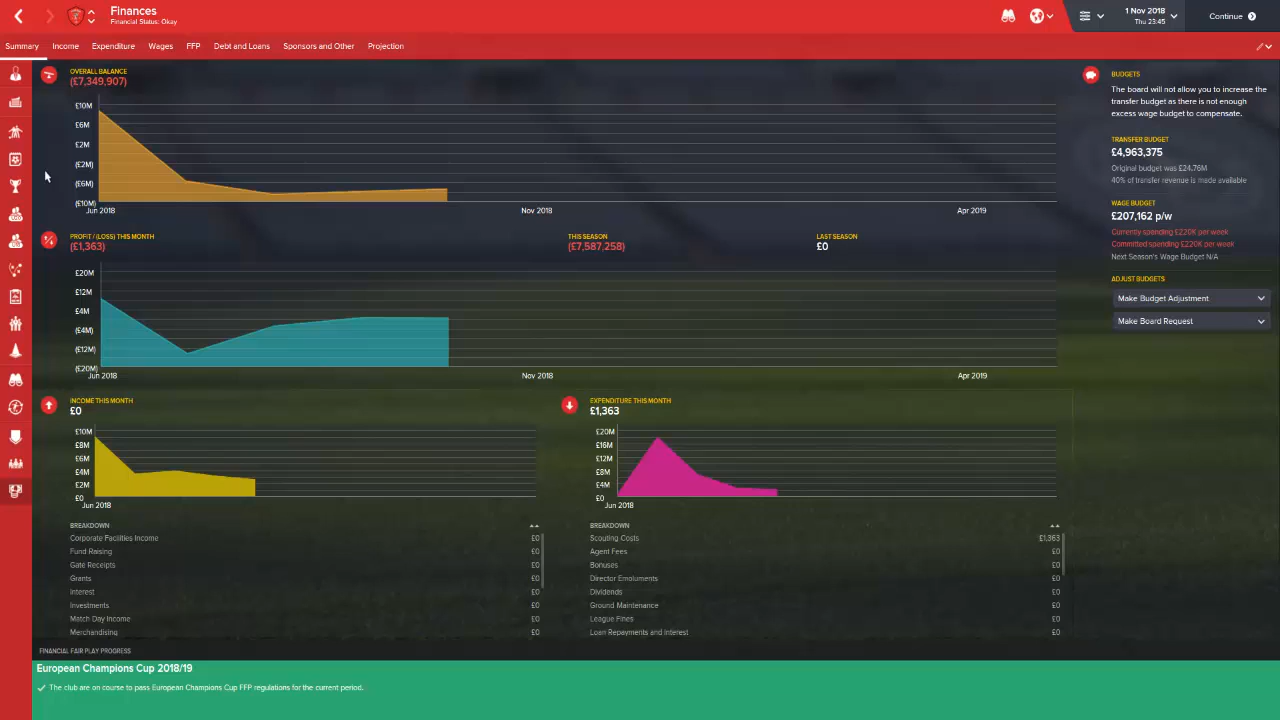 Finances
Financial Status: Okay
1 Nov 2018
Thu 23:45
Continue
Summary
Income
Expenditure
Wages
FFP
Debt and Loans
Sponsors and Other
Projection
OVERALL BALANCE
(£7,349,907)
£10M
£6M
£2M
(£2M)
(£6M)
(£10M)
Jun 2018
Nov 2018
Apr 2019
PROFIT / (LOSS) THIS MONTH
(£1,363)
THIS SEASON
(£7,587,258)
LAST SEASON
£0
£20M
£12M
£4M
(£4M)
(£12M)
(£20M)
Jun 2018
Nov 2018
Apr 2019
INCOME THIS MONTH
£0
£10M
£8M
£6M
£4M
£2M
£0
Jun 2018
BREAKDOWN
Corporate Facilities Income £0
Fund Raising £0
Gate Receipts £0
Grants £0
Interest £0
Investments £0
Match Day Income £0
Merchandising £0
EXPENDITURE THIS MONTH
£1,363
£20M
£16M
£12M
£8M
£4M
£0
Jun 2018
BREAKDOWN
Scouting Costs £1,363
Agent Fees £0
Bonuses £0
Director Emoluments £0
Dividends £0
Ground Maintenance £0
League Fines £0
Loan Repayments and Interest £0
BUDGETS
The board will not allow you to increase the
transfer budget as there is not enough
excess wage budget to compensate.
TRANSFER BUDGET
£4,963,375
Original budget was £24.76M
40% of transfer revenue is made available
WAGE BUDGET
£207,162 p/w
Currently spending £220K per week
Committed spending £220K per week
Next Season's Wage Budget N/A
ADJUST BUDGETS
Make Budget Adjustment
Make Board Request
FINANCIAL FAIR PLAY PROGRESS
European Champions Cup 2018/19
The club are on course to pass European Champions Cup FFP regulations for the current period.